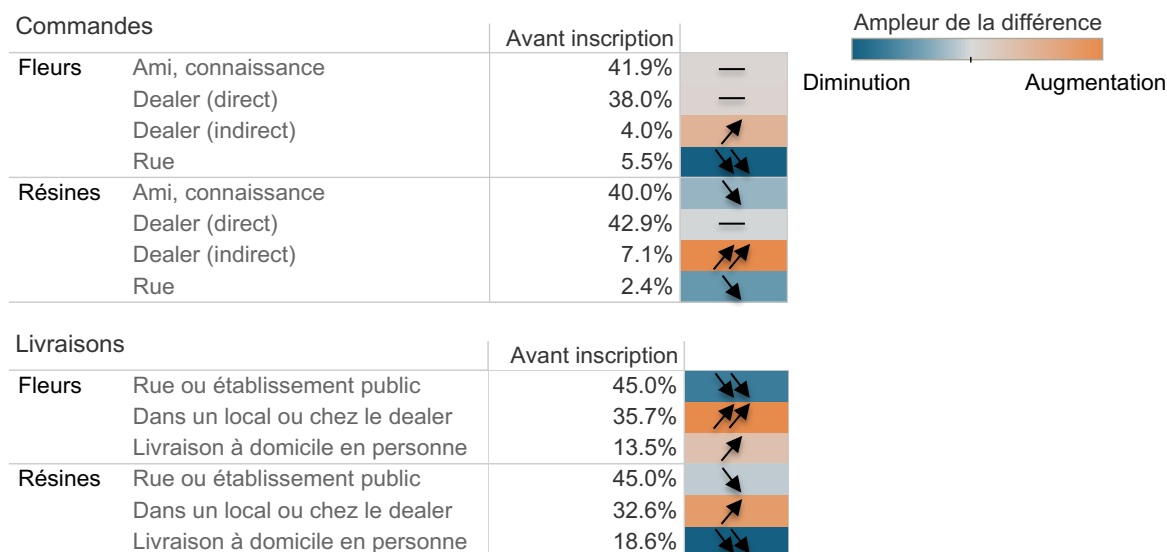 Commandes
Avant inscription
Fleurs Ami, connaissance 41.9%
Dealer (direct) 38.0%
Dealer (indirect) 4.0%
Rue 5.5%
Résines Ami, connaissance 40.0%
Dealer (direct) 42.9%
Dealer (indirect) 7.1%
Rue 2.4%
Ampleur de la différence
Diminution Augmentation
Livraisons
Avant inscription
Fleurs Rue ou établissement public 45.0%
Dans un local ou chez le dealer 35.7%
Livraison à domicile en personne 13.5%
Résines Rue ou établissement public 45.0%
Dans un local ou chez le dealer 32.6%
Livraison à domicile en personne 18.6%